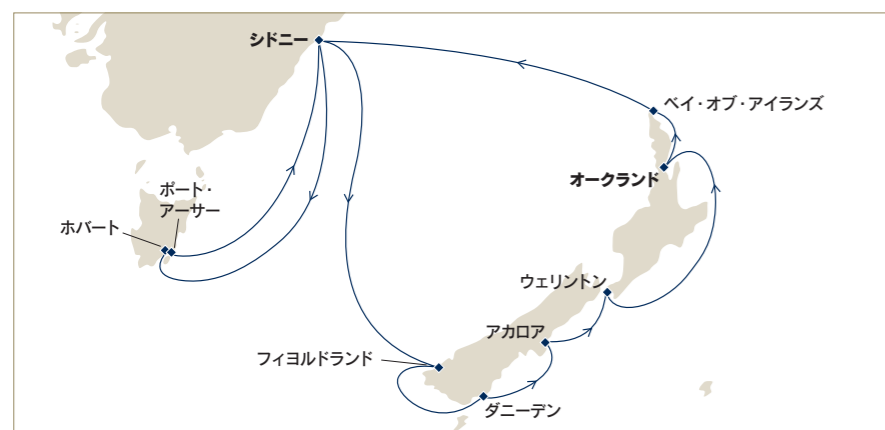 シドニー
ベイ・オブ・アイランズ
オークランド
ポート・
アーサー
ホバート
ウェリントン
アカロア
フィヨルドランド
ダニーデン